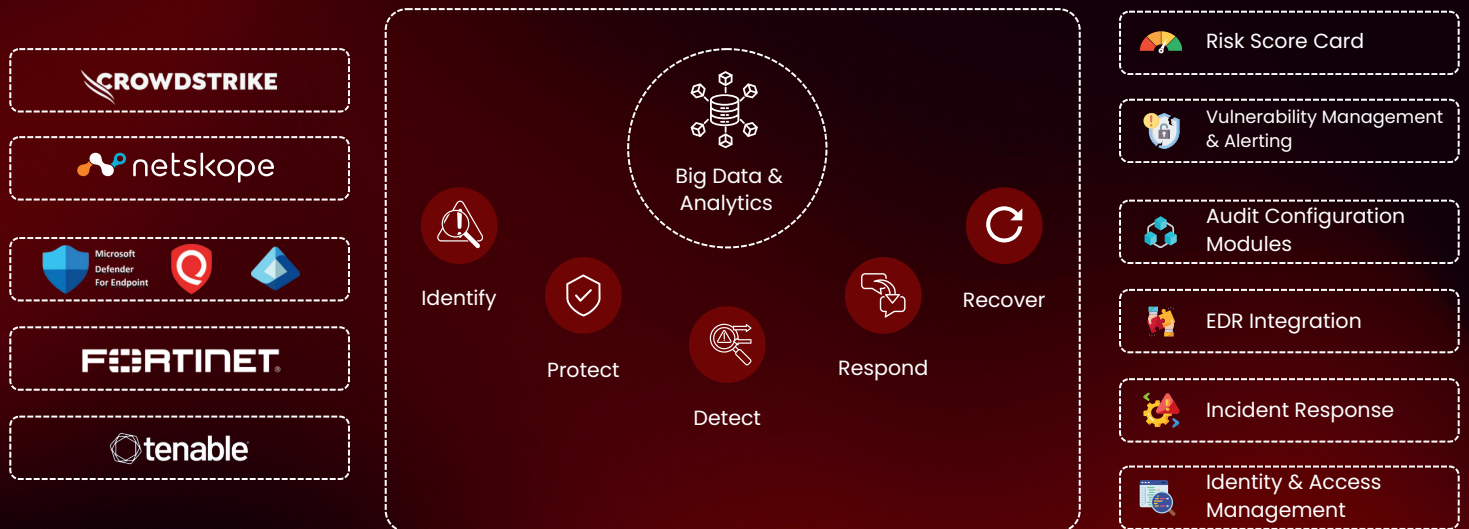 CROWDSTRIKE
netskope
Microsoft
Defender
For Endpoint
FORTINET®
tenable
Big Data &
Analytics
Identify
Protect
Detect
Respond
Recover
Risk Score Card
Vulnerability Management
& Alerting
Audit Configuration
Modules
EDR Integration
Incident Response
Identity & Access
Management